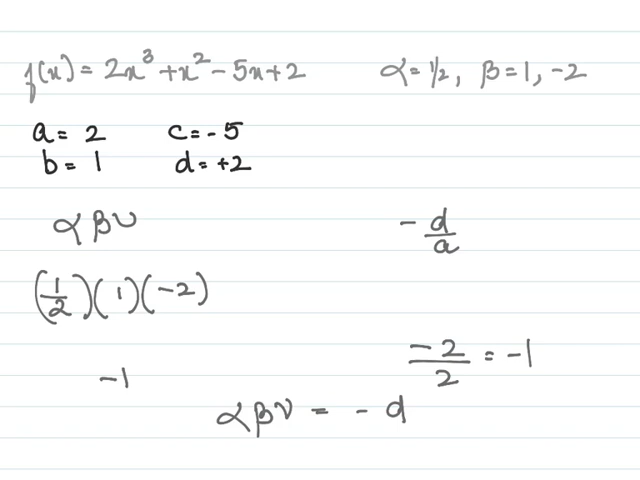 f(x) = 2x³ + x² - 5x + 2   α = 1/2, β = 1, -2
a = 2   c = - 5
b = 1   d = +2
αβν   - d/a
(1/2)(1)(-2)
-2/2 = -1
-1
αβν = - d